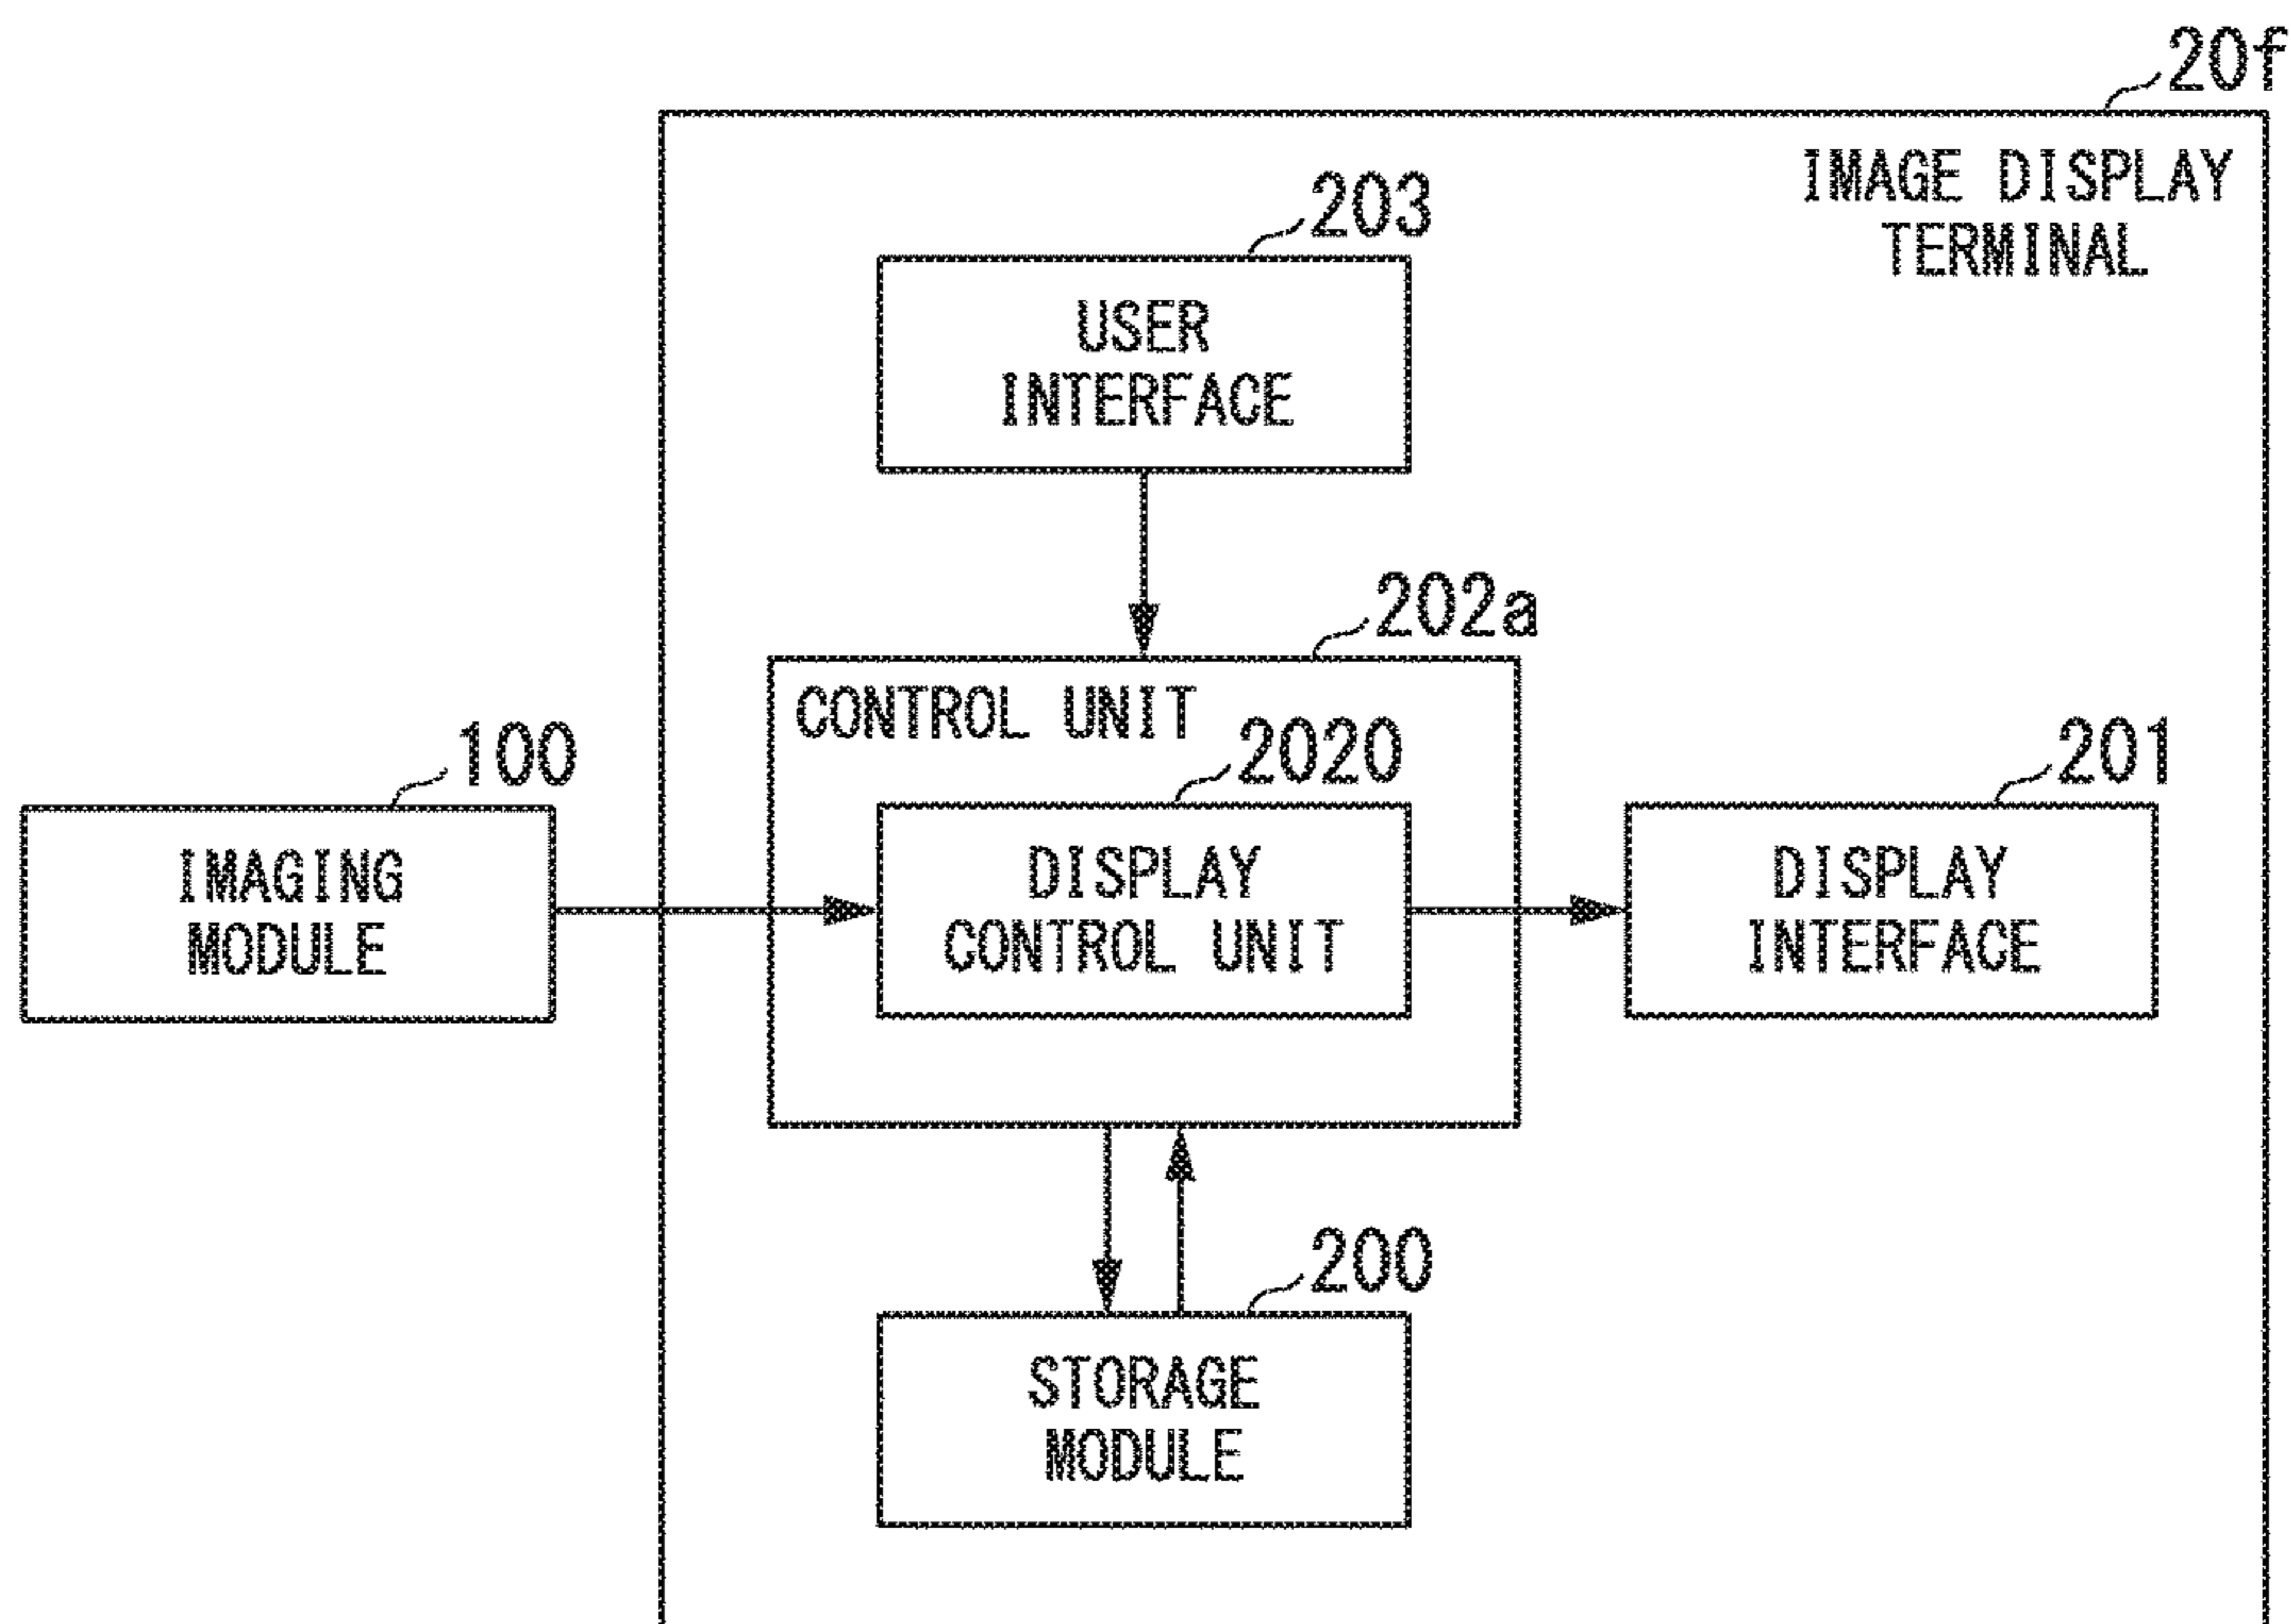 20f
IMAGE DISPLAY
TERMINAL
203
USER
INTERFACE
202a
CONTROL UNIT
100
2020
201
IMAGING
MODULE
DISPLAY
CONTROL UNIT
DISPLAY
INTERFACE
200
STORAGE
MODULE